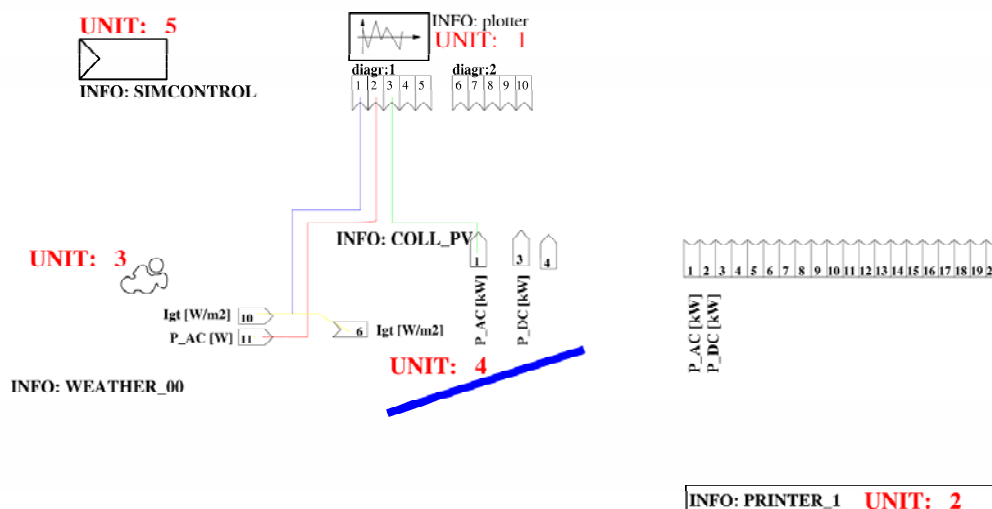 UNIT: 5
INFO: SIMCONTROL
INFO: plotter
UNIT: 1
diagr:1
diagr:2
1 2 3 4 5
6 7 8 9 10
INFO: COLL_PV
1
3
4
P_AC [kW]
P_DC [kW]
UNIT: 3
Igt [W/m2] 10
P_AC [W] 11
6 Igt [W/m2]
UNIT: 4
INFO: WEATHER_00
1 2 3 4 5 6 7 8 9 10 11 12 13 14 15 16 17 18 19
P_AC [kW]
P_DC [kW]
INFO: PRINTER_1 UNIT: 2